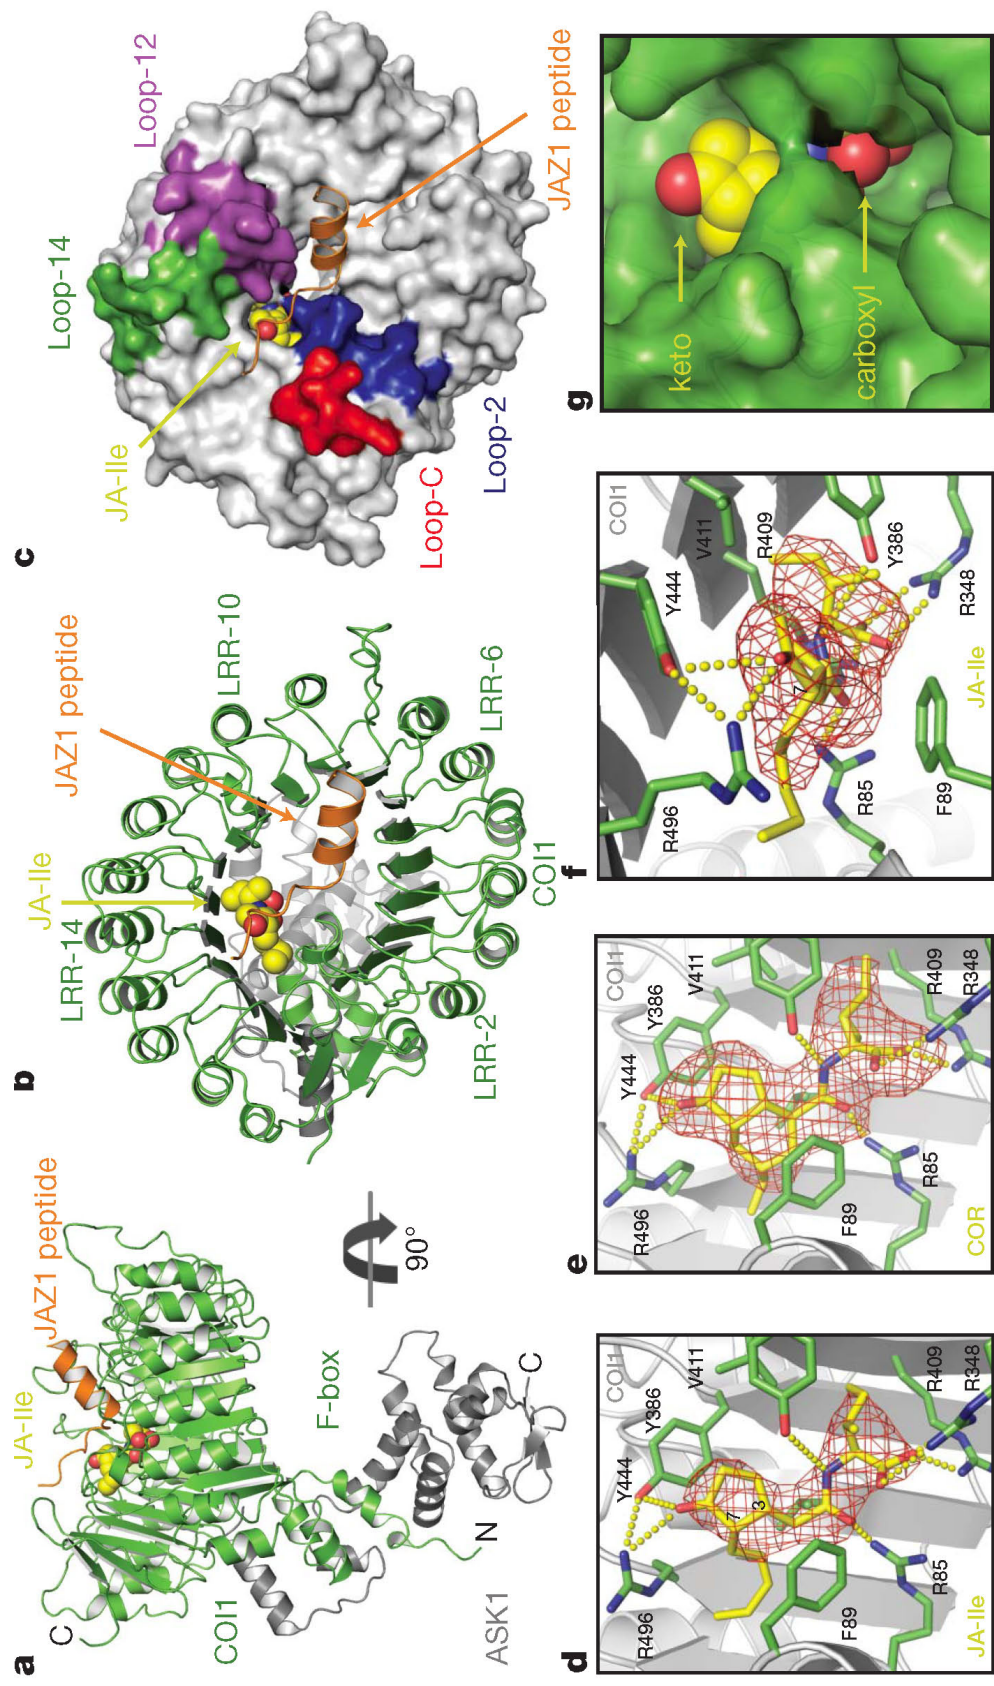 a
JA-Ile
JAZ1 peptide
C
COI1
F-box
ASK1
N
C
90°
b
JA-Ile
JAZ1 peptide
LRR-14
LRR-10
LRR-2
LRR-6
COI1
c
JA-Ile
Loop-14
Loop-12
Loop-C
Loop-2
JAZ1 peptide
d
COI1
Y444
Y386
V411
R496
7
3
F89
R85
R409
R348
JA-Ile
e
COI1
Y444
Y386
V411
R496
F89
R85
R409
R348
COR
f
COI1
Y444
V411
R409
R496
7
Y386
R85
F89
R348
JA-Ile
g
keto
carboxyl